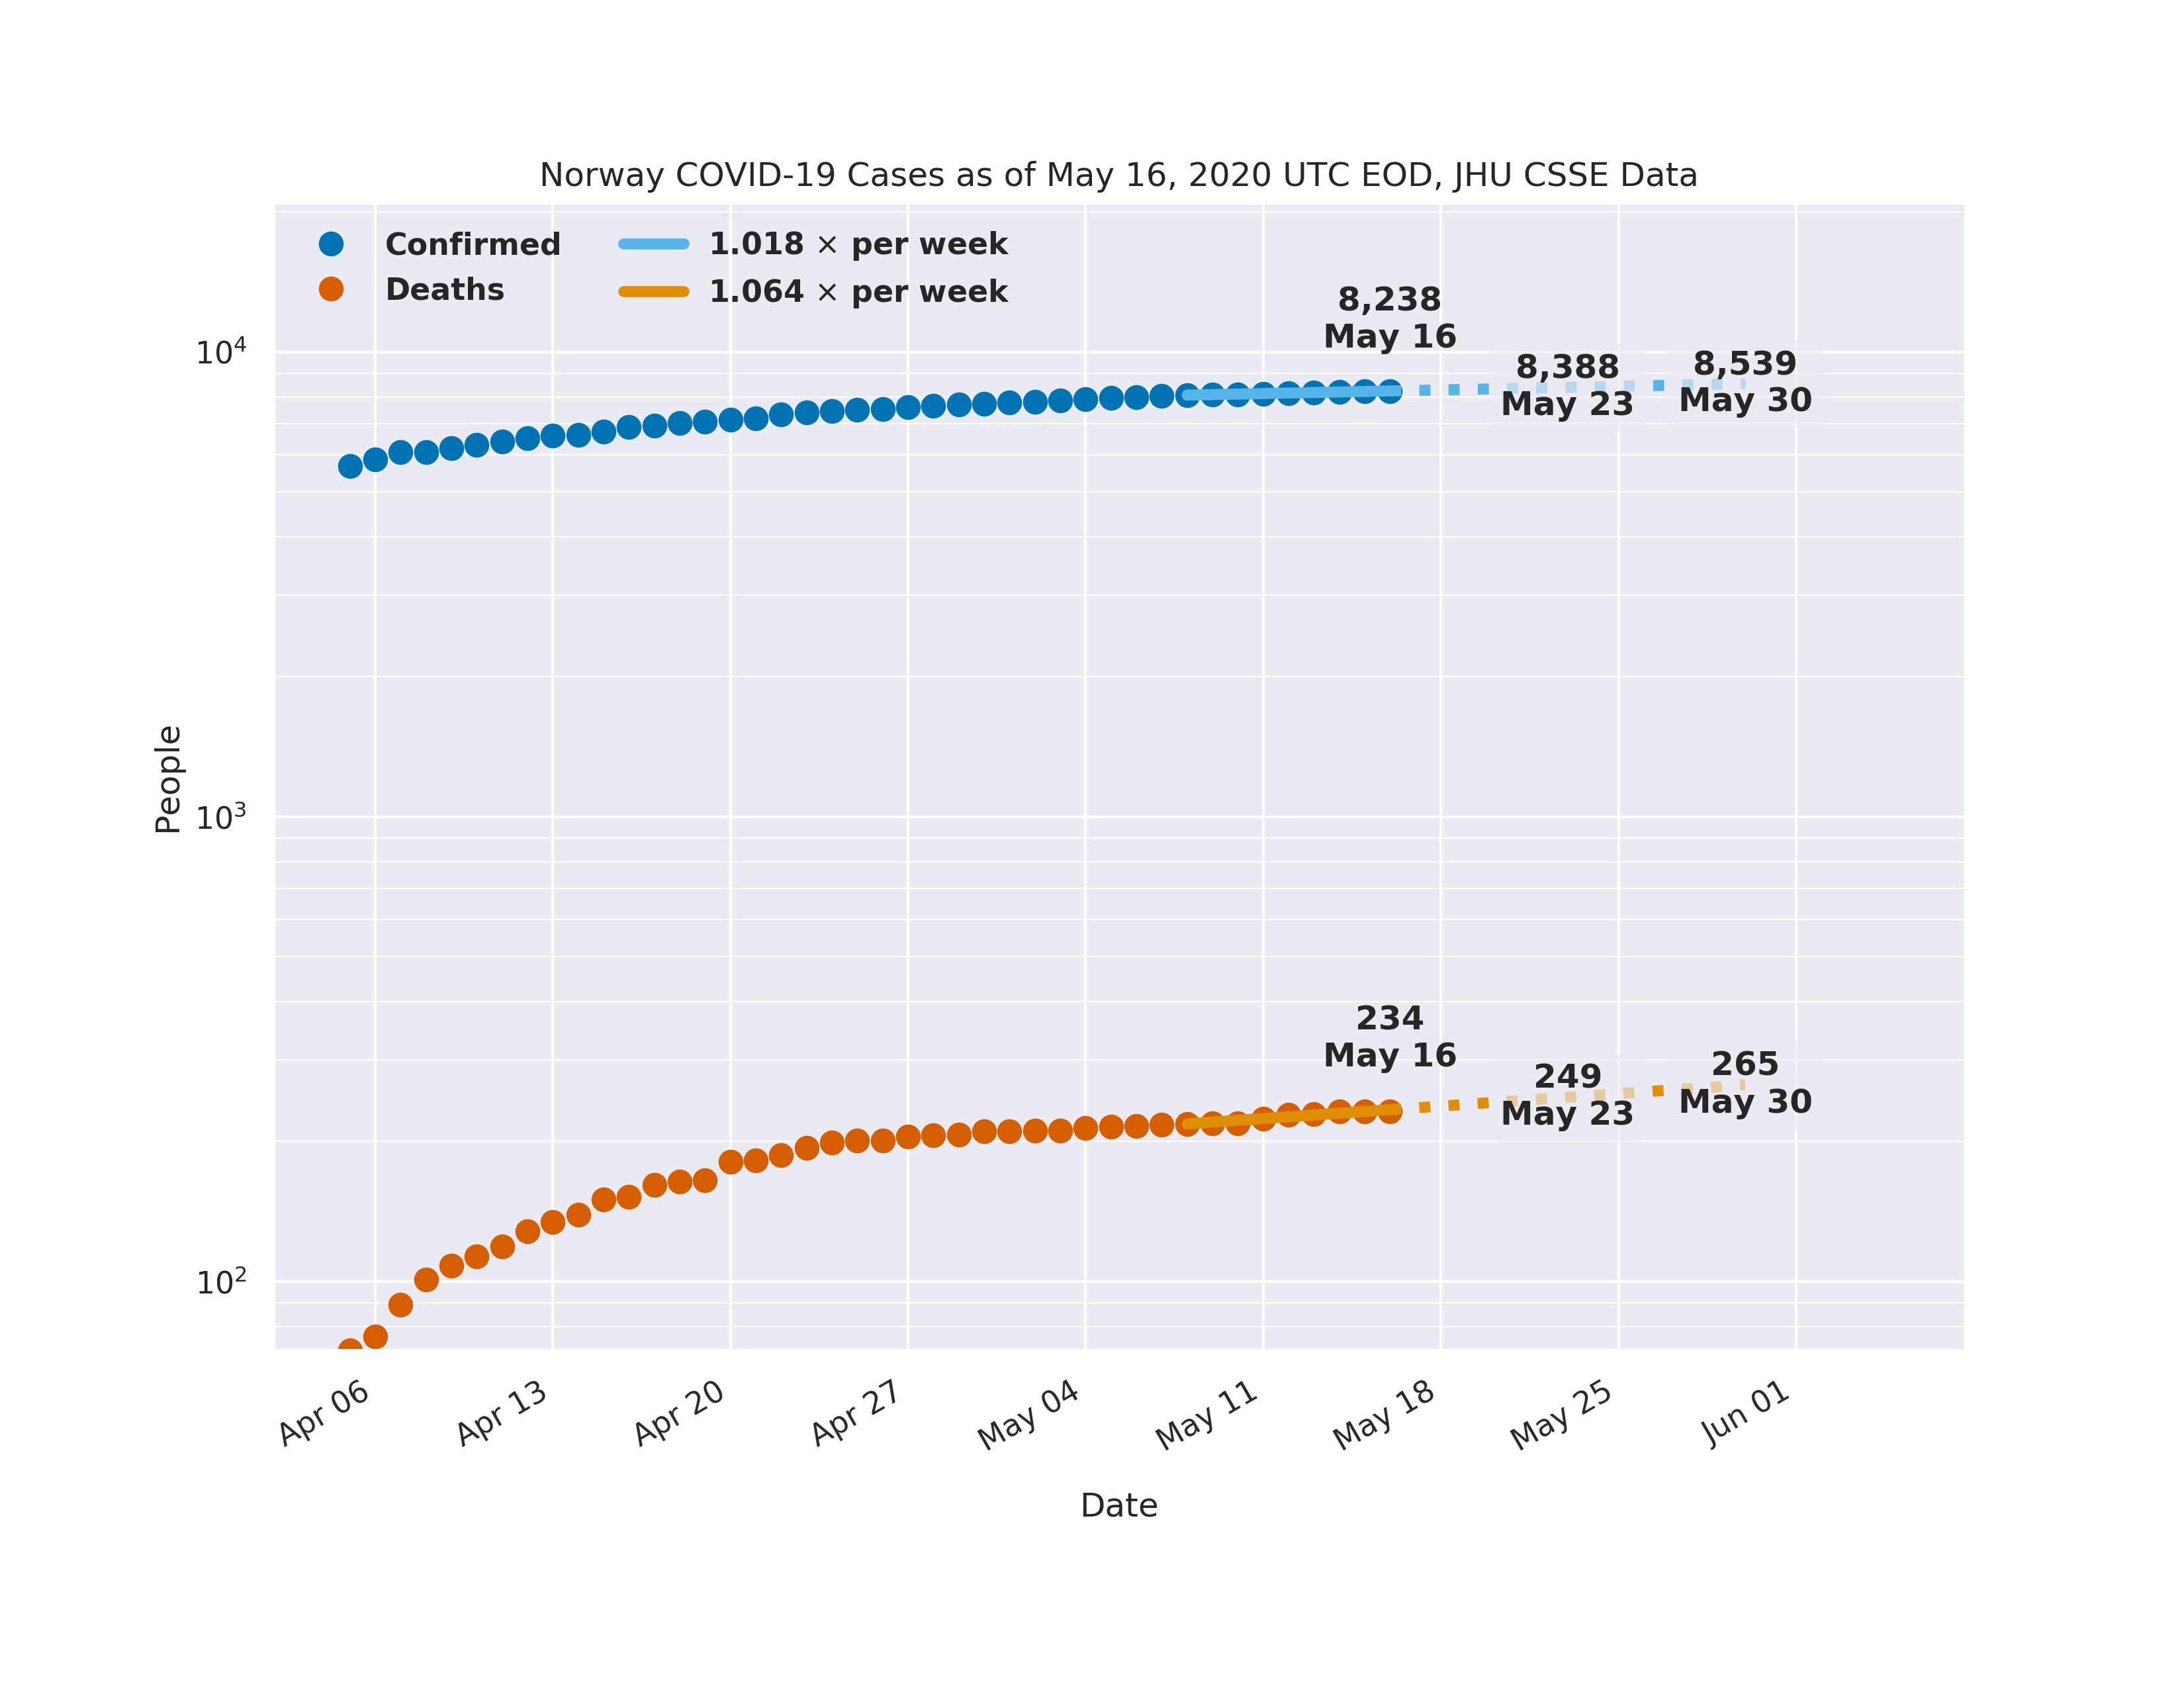 Norway COVID-19 Cases as of May 16, 2020 UTC EOD, JHU CSSE Data
Confirmed
Deaths
1.018 × per week
1.064 × per week
8,238
May 16
8,388
May 23
8,539
May 30
234
May 16
249
May 23
265
May 30
People
10⁴
10³
10²
Apr 06
Apr 13
Apr 20
Apr 27
May 04
May 11
May 18
May 25
Jun 01
Date